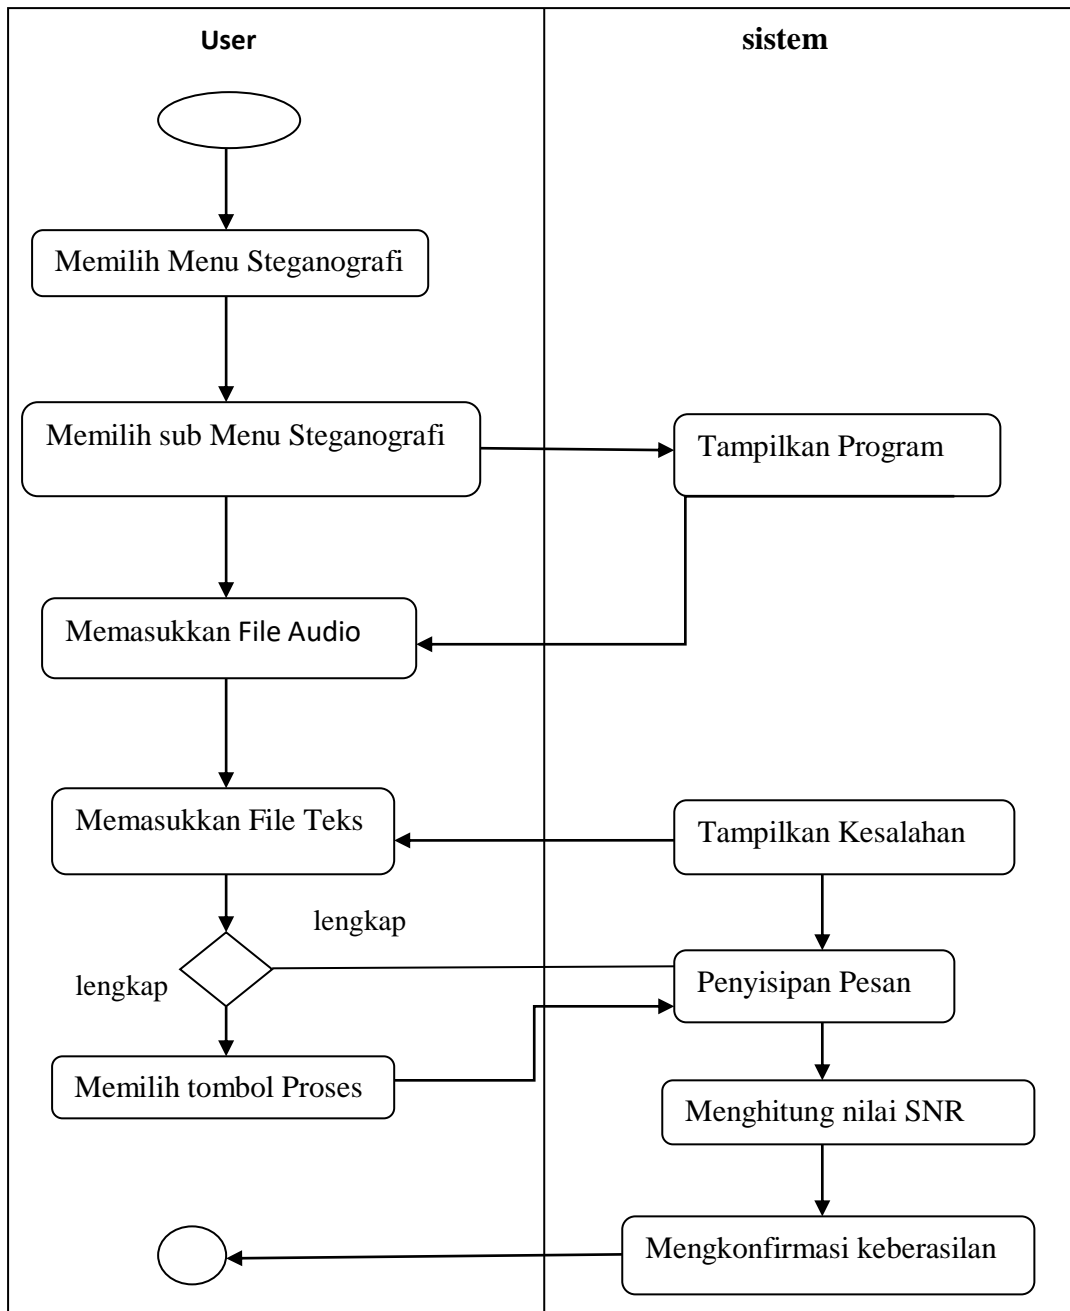 User
sistem
Memilih Menu Steganografi
Memilih sub Menu Steganografi
Tampilkan Program
Memasukkan File Audio
Memasukkan File Teks
Tampilkan Kesalahan
lengkap
lengkap
Penyisipan Pesan
Memilih tombol Proses
Menghitung nilai SNR
Mengkonfirmasi keberasilan